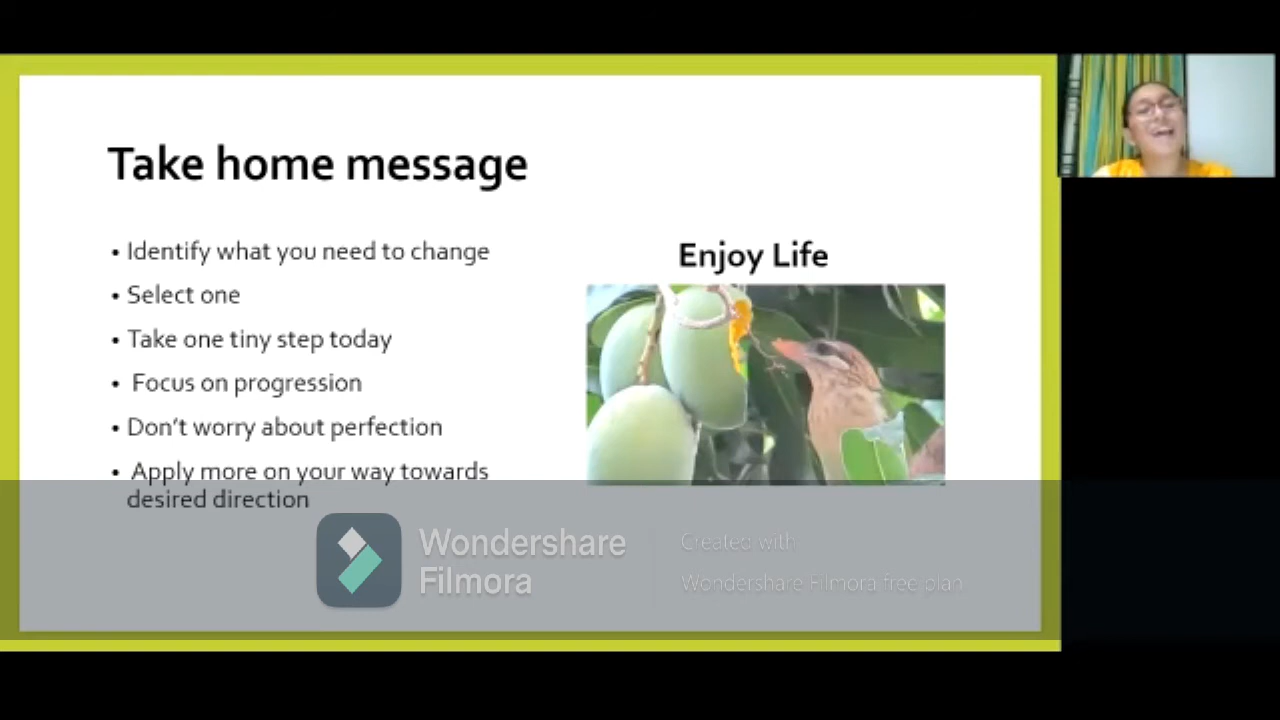 Take home message
• Identify what you need to change
• Select one
• Take one tiny step today
• Focus on progression
• Don't worry about perfection
• Apply more on your way towards
desired direction
Enjoy Life
Wondershare
Filmora
Created with
Wondershare Filmora free plan